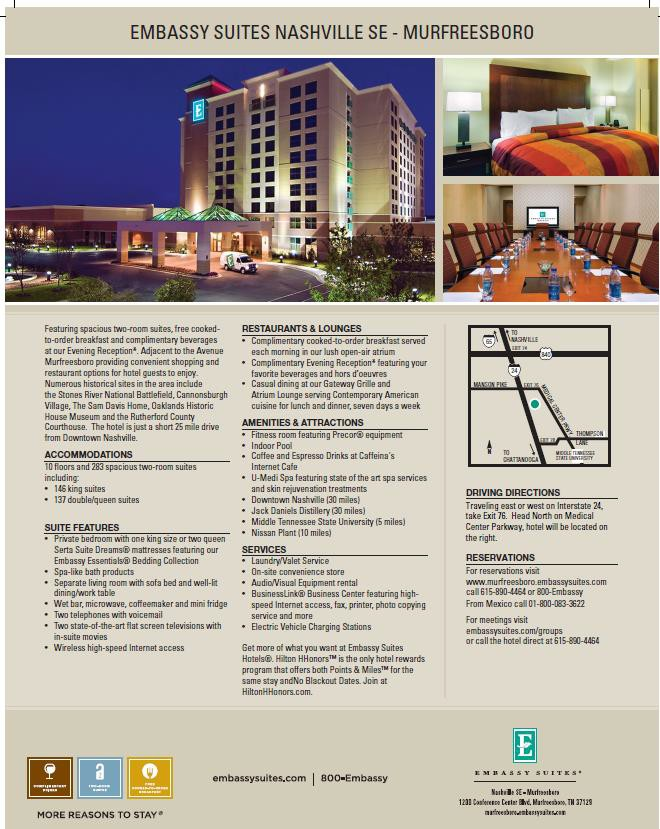 EMBASSY SUITES NASHVILLE SE - MURFREESBORO
Featuring spacious two-room suites, free cooked-
to-order breakfast and complimentary beverages
at our Evening Reception*. Adjacent to the Avenue
Murfreesboro providing convenient shopping and
restaurant options for hotel guests to enjoy.
Numerous historical sites in the area include
the Stones River National Battlefield, Cannonsburgh
Village, The Sam Davis Home, Oaklands Historic
House Museum and the Rutherford County
Courthouse. The hotel is just a short 25 mile drive
from Downtown Nashville.
ACCOMMODATIONS
10 floors and 283 spacious two-room suites
including:
• 146 king suites
• 137 double/queen suites
SUITE FEATURES
• Private bedroom with one king size or two queen
Serta Suite Dreams® mattresses featuring our
Embassy Essentials® Bedding Collection
• Spa-like bath products
• Separate living room with sofa bed and well-lit
dining/work table
• Wet bar, microwave, coffeemaker and mini fridge
• Two telephones with voicemail
• Two state-of-the-art flat screen televisions with
in-suite movies
• Wireless high-speed Internet access
RESTAURANTS & LOUNGES
• Complimentary cooked-to-order breakfast served
each morning in our lush open-air atrium
• Complimentary Evening Reception* featuring your
favorite beverages and hors d'oeuvres
• Casual dining at our Gateway Grille and
Atrium Lounge serving Contemporary American
cuisine for lunch and dinner, seven days a week
AMENITIES & ATTRACTIONS
• Fitness room featuring Precor® equipment
• Indoor Pool
• Coffee and Espresso Drinks at Caffeina's
Internet Cafe
• U-Medi Spa featuring state of the art spa services
and skin rejuvenation treatments
• Downtown Nashville (30 miles)
• Jack Daniels Distillery (30 miles)
• Middle Tennessee State University (5 miles)
• Nissan Plant (10 miles)
SERVICES
• Laundry/Valet Service
• On-site convenience store
• Audio/Visual Equipment rental
• BusinessLink® Business Center featuring high-
speed Internet access, fax, printer, photo copying
service and more
• Electric Vehicle Charging Stations
Get more of what you want at Embassy Suites
Hotels®. Hilton HHonors™ is the only hotel rewards
program that offers both Points & Miles™ for the
same stay andNo Blackout Dates. Join at
HiltonHHonors.com.
TO
NASHVILLE
65
EXIT 74
840
24
MANSON PIKE
EXIT 76
MEDICAL CENTER PKWY
THOMPSON
LANE
N
TO
CHATTANOOGA
MIDDLE TENNESSEE
STATE UNIVERSITY
DRIVING DIRECTIONS
Traveling east or west on Interstate 24,
take Exit 76. Head North on Medical
Center Parkway, hotel will be located on
the right.
RESERVATIONS
For reservations visit
www.murfreesboro.embassysuites.com
call 615-890-4464 or 800-Embassy
From Mexico call 01-800-083-3622
For meetings visit
embassysuites.com/groups
or call the hotel direct at 615-890-4464
MORE REASONS TO STAY®
embassysuites.com | 800-Embassy
E
EMBASSY SUITES®
Nashville SE - Murfreesboro
1200 Conference Center Blvd, Murfreesboro, TN 37129
murfreesboro.embassysuites.com